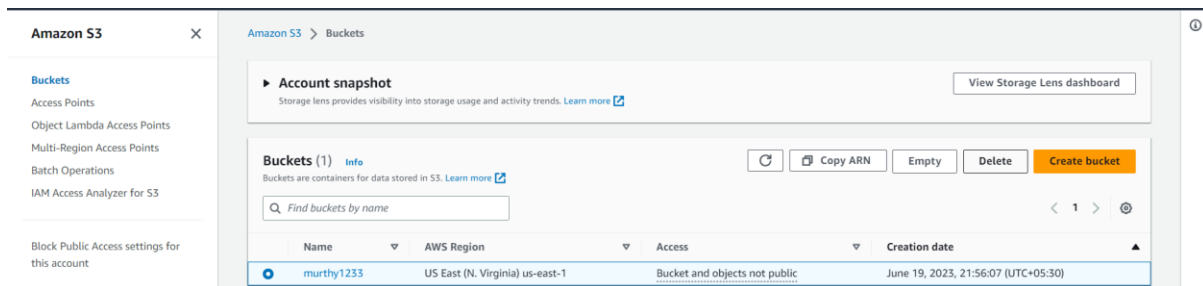 Amazon S3
Buckets
Access Points
Object Lambda Access Points
Multi-Region Access Points
Batch Operations
IAM Access Analyzer for S3
Block Public Access settings for
this account
Amazon S3 > Buckets
Account snapshot
View Storage Lens dashboard
Storage lens provides visibility into storage usage and activity trends. Learn more
Buckets (1) Info
Copy ARN Empty Delete Create bucket
Buckets are containers for data stored in S3. Learn more
Find buckets by name
< 1 >
Name AWS Region Access Creation date
murthy1233 US East (N. Virginia) us-east-1 Bucket and objects not public June 19, 2023, 21:56:07 (UTC+05:30)